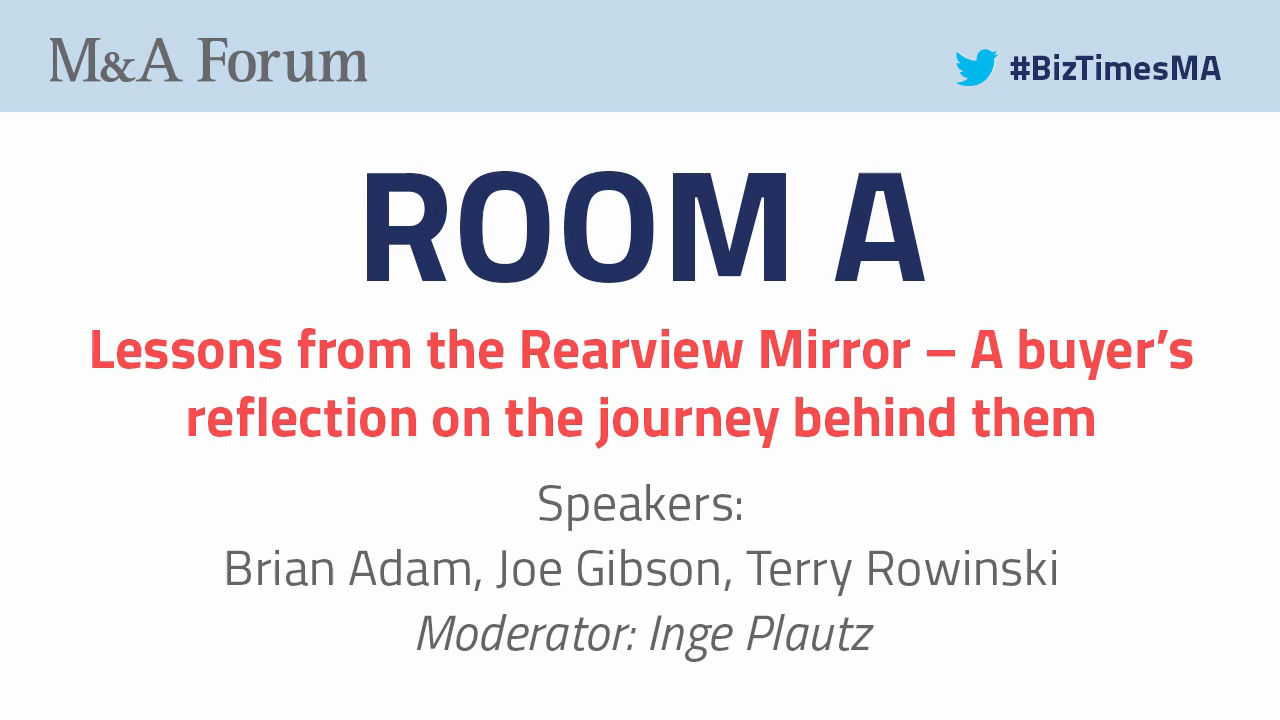 M&A Forum
#BizTimesMA
ROOM A
Lessons from the Rearview Mirror – A buyer’s
reflection on the journey behind them
Speakers:
Brian Adam, Joe Gibson, Terry Rowinski
Moderator: Inge Plautz